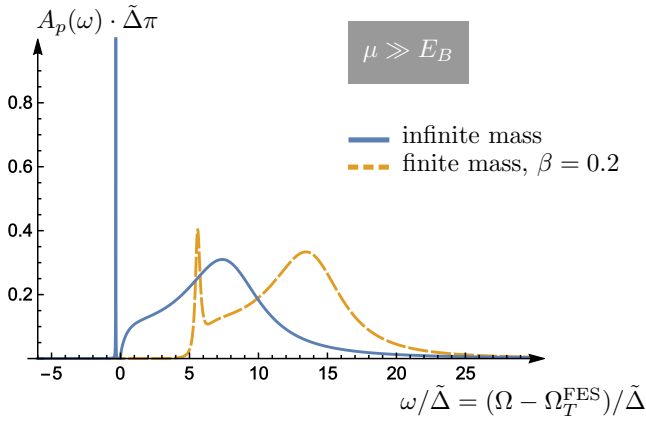 A_p(ω) · Δ̃π
μ ≫ E_B
0.8
infinite mass
finite mass, β = 0.2
0.6
0.4
0.2
−5 0 5 10 15 20 25
ω/Δ̃ = (Ω − Ω_T^FES)/Δ̃